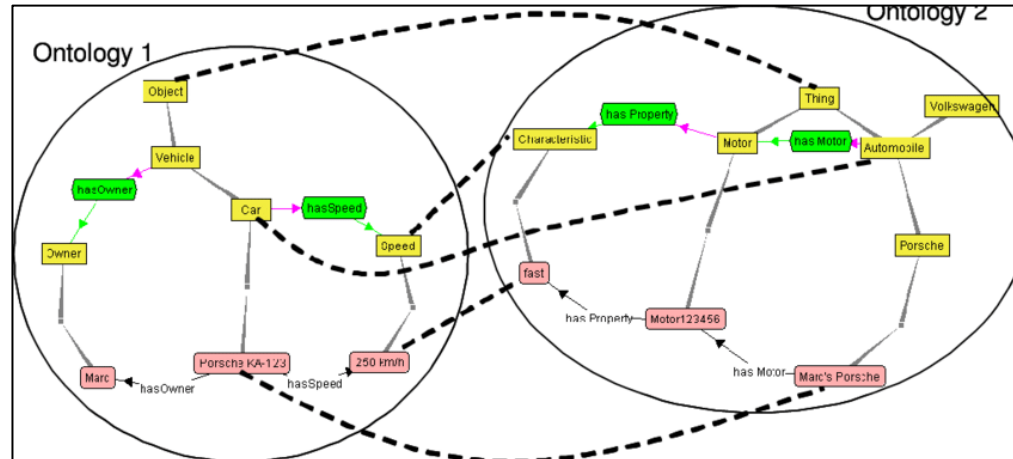 Ontology 2
Ontology 1
Object
Thing
Volkswagen
has Property
Characteristic
Motor
has Motor
Automobile
Vehicle
hasOwner
Car
hasSpeed
Owner
Speed
Porsche
fast
has Property
Motor123456
Marc
Porsche KA-123
250 km/h
hasOwner
hasSpeed
has Motor
Marc's Porsche